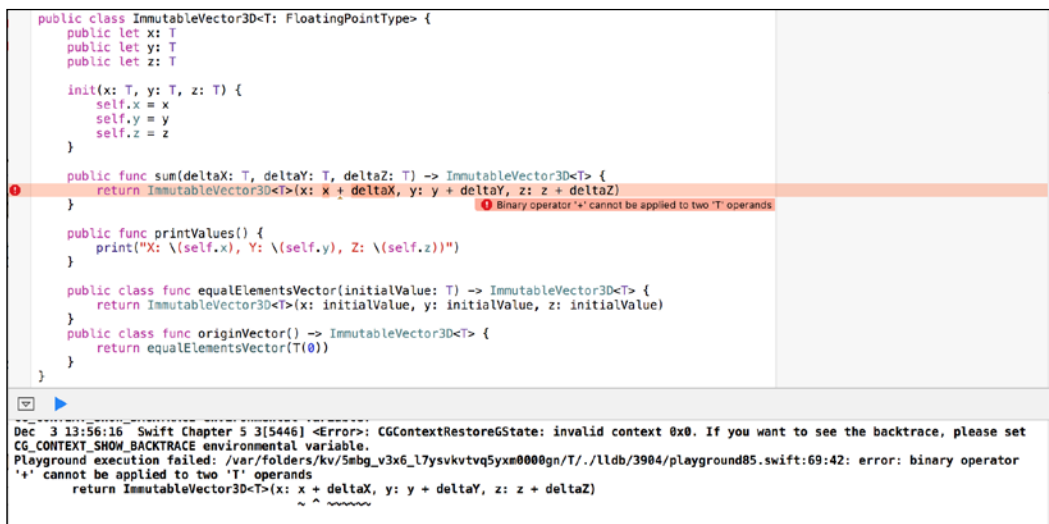 public class ImmutableVector3D<T: FloatingPointType> {
    public let x: T
    public let y: T
    public let z: T

    init(x: T, y: T, z: T) {
        self.x = x
        self.y = y
        self.z = z
    }

    public func sum(deltaX: T, deltaY: T, deltaZ: T) -> ImmutableVector3D<T> {
        return ImmutableVector3D<T>(x: x + deltaX, y: y + deltaY, z: z + deltaZ)
    }
Binary operator '+' cannot be applied to two 'T' operands

    public func printValues() {
        print("X: \(self.x), Y: \(self.y), Z: \(self.z))")
    }

    public class func equalElementsVector(initialValue: T) -> ImmutableVector3D<T> {
        return ImmutableVector3D<T>(x: initialValue, y: initialValue, z: initialValue)
    }
    public class func originVector() -> ImmutableVector3D<T> {
        return equalElementsVector(T(0))
    }
}
Dec  3 13:56:16  Swift Chapter 5 3[5446] <Error>: CGContextRestoreGState: invalid context 0x0. If you want to see the backtrace, please set
CG_CONTEXT_SHOW_BACKTRACE environmental variable.
Playground execution failed: /var/folders/kv/5mbg_v3x6_l7ysvkvtvq5yxm0000gn/T/./lldb/3904/playground85.swift:69:42: error: binary operator
'+' cannot be applied to two 'T' operands
        return ImmutableVector3D<T>(x: x + deltaX, y: y + deltaY, z: z + deltaZ)
                                       ~ ^ ~~~~~~